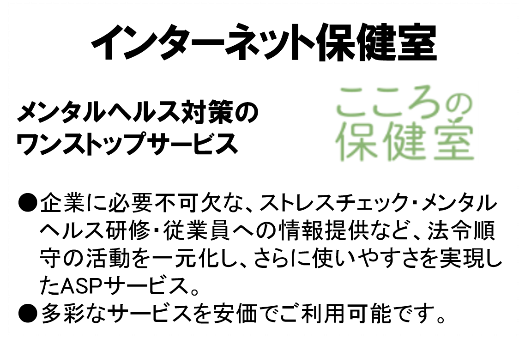 インターネット保健室
メンタルヘルス対策の
ワンストップサービス
こころの
保健室
●企業に必要不可欠な、ストレスチェック・メンタル
ヘルス研修・従業員への情報提供など、法令順
守の活動を一元化し、さらに使いやすさを実現し
たASPサービス。
●多彩なサービスを安価でご利用可能です。